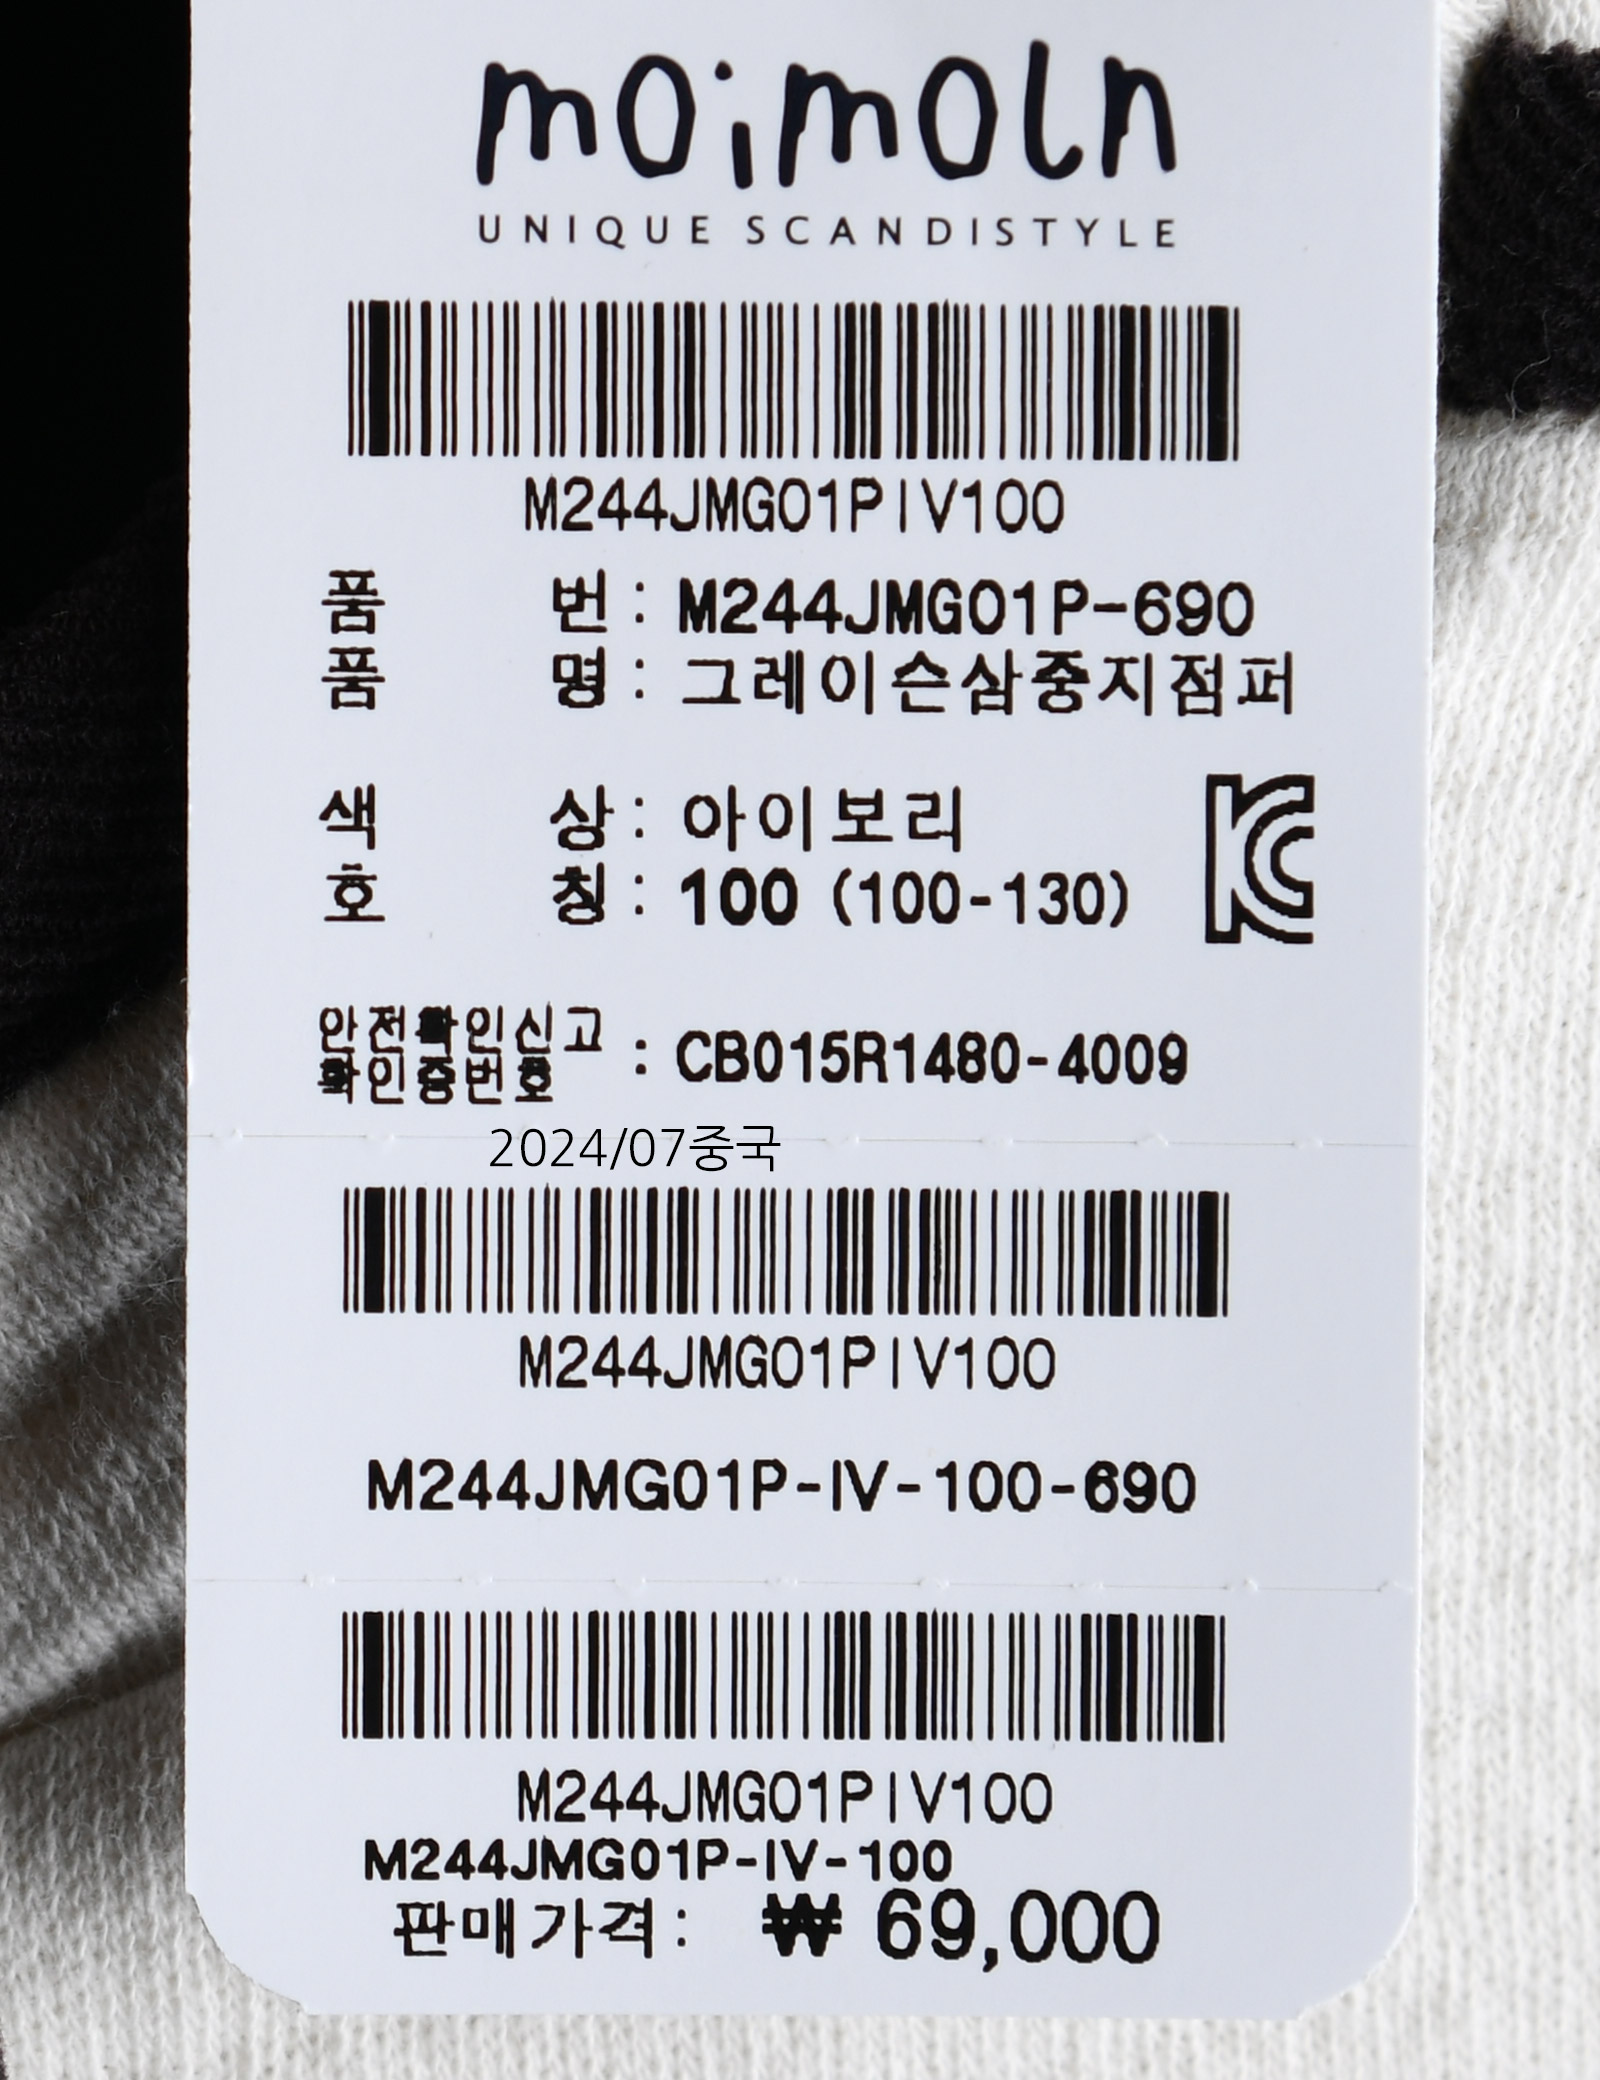 moimoln
UNIQUE SCANDISTYLE
M244JMG01PIV100
품 번 : M244JMG01P-690
품 명 : 그레이슨삼중지점퍼
색 상 : 아이보리
호 칭 : 100 (100-130)
안전확인신고
확인증번호 : CB015R1480-4009
2024/07중국
M244JMG01PIV100
M244JMG01P-IV-100-690
M244JMG01PIV100
M244JMG01P-IV-100
판매가격: ₩ 69,000